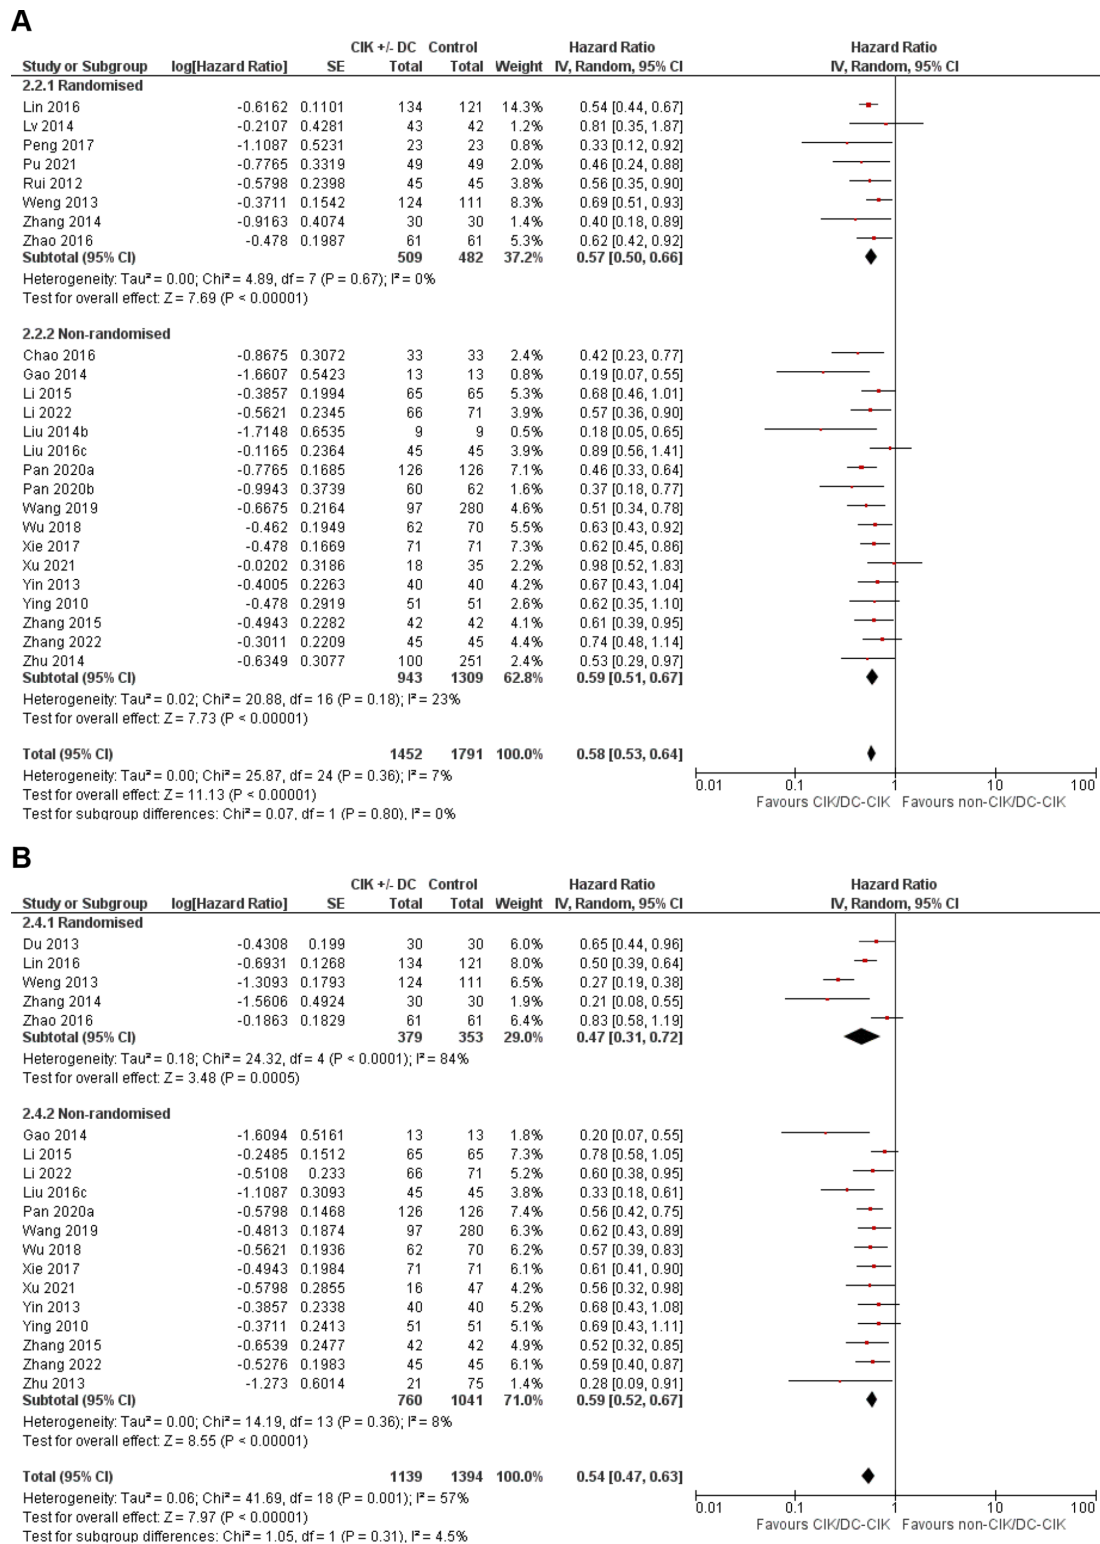 A
CIK +/- DC Control Hazard Ratio Hazard Ratio
Study or Subgroup log[Hazard Ratio] SE Total Total Weight IV, Random, 95% CI IV, Random, 95% CI
2.2.1 Randomised
Lin 2016 -0.6162 0.1101 134 121 14.3% 0.54 [0.44, 0.67]
Lv 2014 -0.2107 0.4281 43 42 1.2% 0.81 [0.35, 1.87]
Peng 2017 -1.1087 0.5231 23 23 0.8% 0.33 [0.12, 0.92]
Pu 2021 -0.7765 0.3319 49 49 2.0% 0.46 [0.24, 0.88]
Rui 2012 -0.5798 0.2398 45 45 3.8% 0.56 [0.35, 0.90]
Weng 2013 -0.3711 0.1542 124 111 8.3% 0.69 [0.51, 0.93]
Zhang 2014 -0.9163 0.4074 30 30 1.4% 0.40 [0.18, 0.89]
Zhao 2016 -0.478 0.1987 61 61 5.3% 0.62 [0.42, 0.92]
Subtotal (95% CI) 509 482 37.2% 0.57 [0.50, 0.66]
Heterogeneity: Tau² = 0.00; Chi² = 4.89, df = 7 (P = 0.67); I² = 0%
Test for overall effect: Z = 7.69 (P < 0.00001)
2.2.2 Non-randomised
Chao 2016 -0.8675 0.3072 33 33 2.4% 0.42 [0.23, 0.77]
Gao 2014 -1.6607 0.5423 13 13 0.8% 0.19 [0.07, 0.55]
Li 2015 -0.3857 0.1994 65 65 5.3% 0.68 [0.46, 1.01]
Li 2022 -0.5621 0.2345 66 71 3.9% 0.57 [0.36, 0.90]
Liu 2014b -1.7148 0.6535 9 9 0.5% 0.18 [0.05, 0.65]
Liu 2016c -0.1165 0.2364 45 45 3.9% 0.89 [0.56, 1.41]
Pan 2020a -0.7765 0.1685 126 126 7.1% 0.46 [0.33, 0.64]
Pan 2020b -0.9943 0.3739 60 62 1.6% 0.37 [0.18, 0.77]
Wang 2019 -0.6675 0.2164 97 280 4.6% 0.51 [0.34, 0.78]
Wu 2018 -0.462 0.1949 62 70 5.5% 0.63 [0.43, 0.92]
Xie 2017 -0.478 0.1669 71 71 7.3% 0.62 [0.45, 0.86]
Xu 2021 -0.0202 0.3186 18 35 2.2% 0.98 [0.52, 1.83]
Yin 2013 -0.4005 0.2263 40 40 4.2% 0.67 [0.43, 1.04]
Ying 2010 -0.478 0.2919 51 51 2.6% 0.62 [0.35, 1.10]
Zhang 2015 -0.4943 0.2282 42 42 4.1% 0.61 [0.39, 0.95]
Zhang 2022 -0.3011 0.2209 45 45 4.4% 0.74 [0.48, 1.14]
Zhu 2014 -0.6349 0.3077 100 251 2.4% 0.53 [0.29, 0.97]
Subtotal (95% CI) 943 1309 62.8% 0.59 [0.51, 0.67]
Heterogeneity: Tau² = 0.02; Chi² = 20.88, df = 16 (P = 0.18); I² = 23%
Test for overall effect: Z = 7.73 (P < 0.00001)
Total (95% CI) 1452 1791 100.0% 0.58 [0.53, 0.64]
Heterogeneity: Tau² = 0.00; Chi² = 25.87, df = 24 (P = 0.36); I² = 7%
Test for overall effect: Z = 11.13 (P < 0.00001)
Test for subgroup differences: Chi² = 0.07, df = 1 (P = 0.80), I² = 0%
0.01 0.1 1 10 100
Favours CIK/DC-CIK Favours non-CIK/DC-CIK
B
CIK +/- DC Control Hazard Ratio Hazard Ratio
Study or Subgroup log[Hazard Ratio] SE Total Total Weight IV, Random, 95% CI IV, Random, 95% CI
2.4.1 Randomised
Du 2013 -0.4308 0.199 30 30 6.0% 0.65 [0.44, 0.96]
Lin 2016 -0.6931 0.1268 134 121 8.0% 0.50 [0.39, 0.64]
Weng 2013 -1.3093 0.1793 124 111 6.5% 0.27 [0.19, 0.38]
Zhang 2014 -1.5606 0.4924 30 30 1.9% 0.21 [0.08, 0.55]
Zhao 2016 -0.1863 0.1829 61 61 6.4% 0.83 [0.58, 1.19]
Subtotal (95% CI) 379 353 29.0% 0.47 [0.31, 0.72]
Heterogeneity: Tau² = 0.18; Chi² = 24.32, df = 4 (P < 0.0001); I² = 84%
Test for overall effect: Z = 3.48 (P = 0.0005)
2.4.2 Non-randomised
Gao 2014 -1.6094 0.5161 13 13 1.8% 0.20 [0.07, 0.55]
Li 2015 -0.2485 0.1512 65 65 7.3% 0.78 [0.58, 1.05]
Li 2022 -0.5108 0.233 66 71 5.2% 0.60 [0.38, 0.95]
Liu 2016c -1.1087 0.3093 45 45 3.8% 0.33 [0.18, 0.61]
Pan 2020a -0.5798 0.1468 126 126 7.4% 0.56 [0.42, 0.75]
Wang 2019 -0.4813 0.1874 97 280 6.3% 0.62 [0.43, 0.89]
Wu 2018 -0.5621 0.1936 62 70 6.2% 0.57 [0.39, 0.83]
Xie 2017 -0.4943 0.1984 71 71 6.1% 0.61 [0.41, 0.90]
Xu 2021 -0.5798 0.2855 16 47 4.2% 0.56 [0.32, 0.98]
Yin 2013 -0.3857 0.2338 40 40 5.2% 0.68 [0.43, 1.08]
Ying 2010 -0.3711 0.2413 51 51 5.1% 0.69 [0.43, 1.11]
Zhang 2015 -0.6539 0.2477 42 42 4.9% 0.52 [0.32, 0.85]
Zhang 2022 -0.5276 0.1983 45 45 6.1% 0.59 [0.40, 0.87]
Zhu 2013 -1.273 0.6014 21 75 1.4% 0.28 [0.09, 0.91]
Subtotal (95% CI) 760 1041 71.0% 0.59 [0.52, 0.67]
Heterogeneity: Tau² = 0.00; Chi² = 14.19, df = 13 (P = 0.36); I² = 8%
Test for overall effect: Z = 8.55 (P < 0.00001)
Total (95% CI) 1139 1394 100.0% 0.54 [0.47, 0.63]
Heterogeneity: Tau² = 0.06; Chi² = 41.69, df = 18 (P = 0.001); I² = 57%
Test for overall effect: Z = 7.97 (P < 0.00001)
Test for subgroup differences: Chi² = 1.05, df = 1 (P = 0.31), I² = 4.5%
0.01 0.1 1 10 100
Favours CIK/DC-CIK Favours non-CIK/DC-CIK